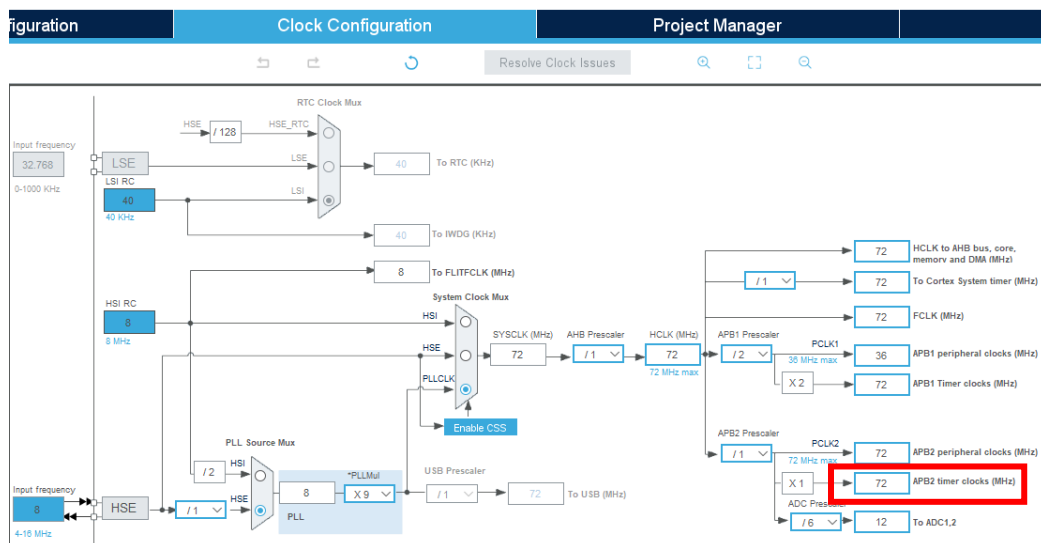 figuration
Clock Configuration
Project Manager
Resolve Clock Issues
RTC Clock Mux
HSE
/ 128
HSE_RTC
Input frequency
32.768
0-1000 KHz
LSE
LSE
40
To RTC (KHz)
LSI RC
40
40 KHz
LSI
40
To IWDG (KHz)
8
To FLITFCLK (MHz)
HSI RC
8
8 MHz
System Clock Mux
HSI
HSE
PLLCLK
SYSCLK (MHz)
72
AHB Prescaler
/ 1
HCLK (MHz)
72
72 MHz max
Enable CSS
72
HCLK to AHB bus, core,
memory and DMA (MHz)
/ 1
72
To Cortex System timer (MHz)
72
FCLK (MHz)
APB1 Prescaler
/ 2
PCLK1
36 MHz max
36
APB1 peripheral clocks (MHz)
X 2
72
APB1 Timer clocks (MHz)
APB2 Prescaler
/ 1
PCLK2
72 MHz max
72
APB2 peripheral clocks (MHz)
X 1
72
APB2 timer clocks (MHz)
ADC Prescaler
/ 6
12
To ADC1,2
PLL Source Mux
/ 2
HSI
HSE
Input frequency
8
4-16 MHz
HSE
/ 1
8
*PLLMul
X 9
PLL
USB Prescaler
/ 1
72
To USB (MHz)